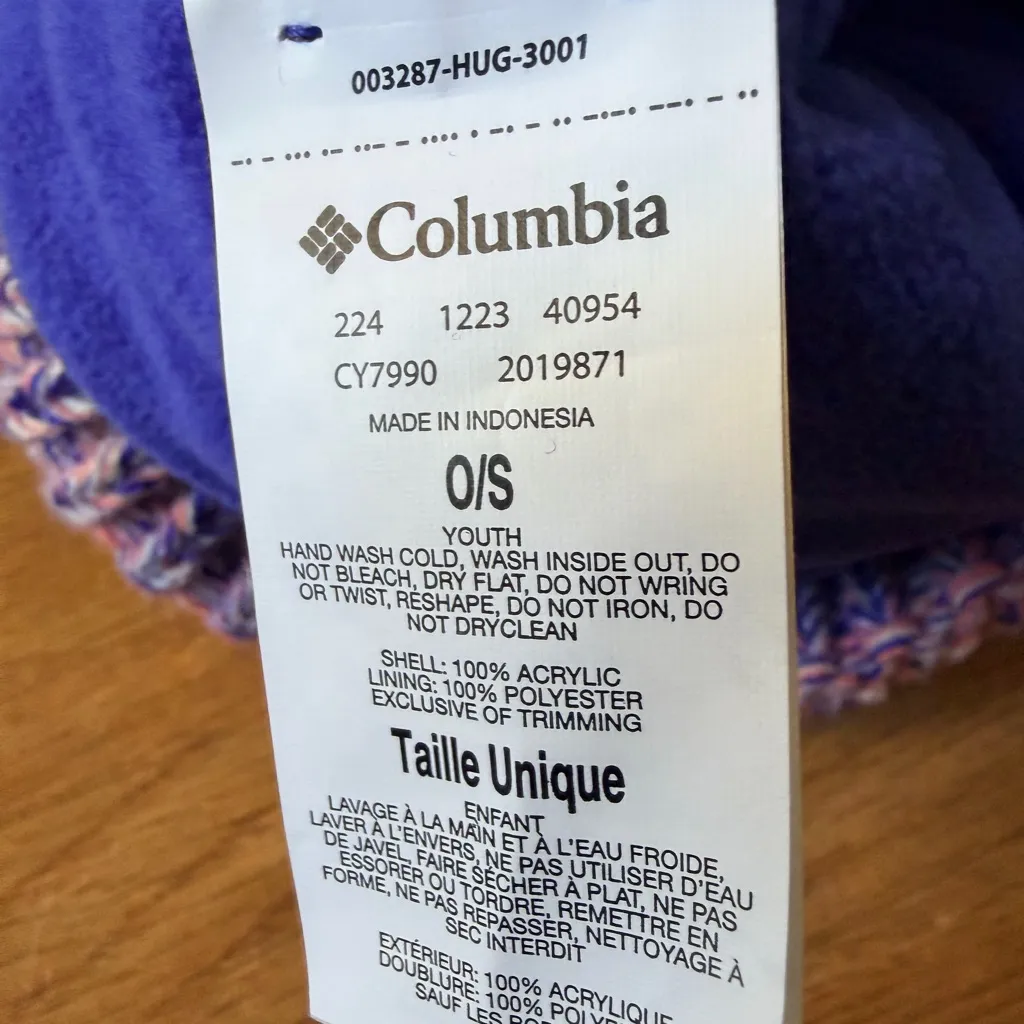 003287-HUG-3001
Columbia
224 1223 40954
CY7990 2019871
MADE IN INDONESIA
O/S
YOUTH
HAND WASH COLD, WASH INSIDE OUT, DO
NOT BLEACH, DRY FLAT, DO NOT WRING
OR TWIST, RESHAPE, DO NOT IRON, DO
NOT DRYCLEAN
SHELL: 100% ACRYLIC
LINING: 100% POLYESTER
EXCLUSIVE OF TRIMMING
Taille Unique
ENFANT
LAVAGE À LA MAIN ET À L'EAU FROIDE,
LAVER À L'ENVERS, NE PAS UTILISER D'EAU
DE JAVEL, FAIRE SÉCHER À PLAT, NE PAS
ESSORER OU TORDRE, REMETTRE EN
FORME, NE PAS REPASSER, NETTOYAGE À
SEC INTERDIT
EXTÉRIEUR: 100% ACRYLIQUE
DOUBLURE: 100%
SAUF LES